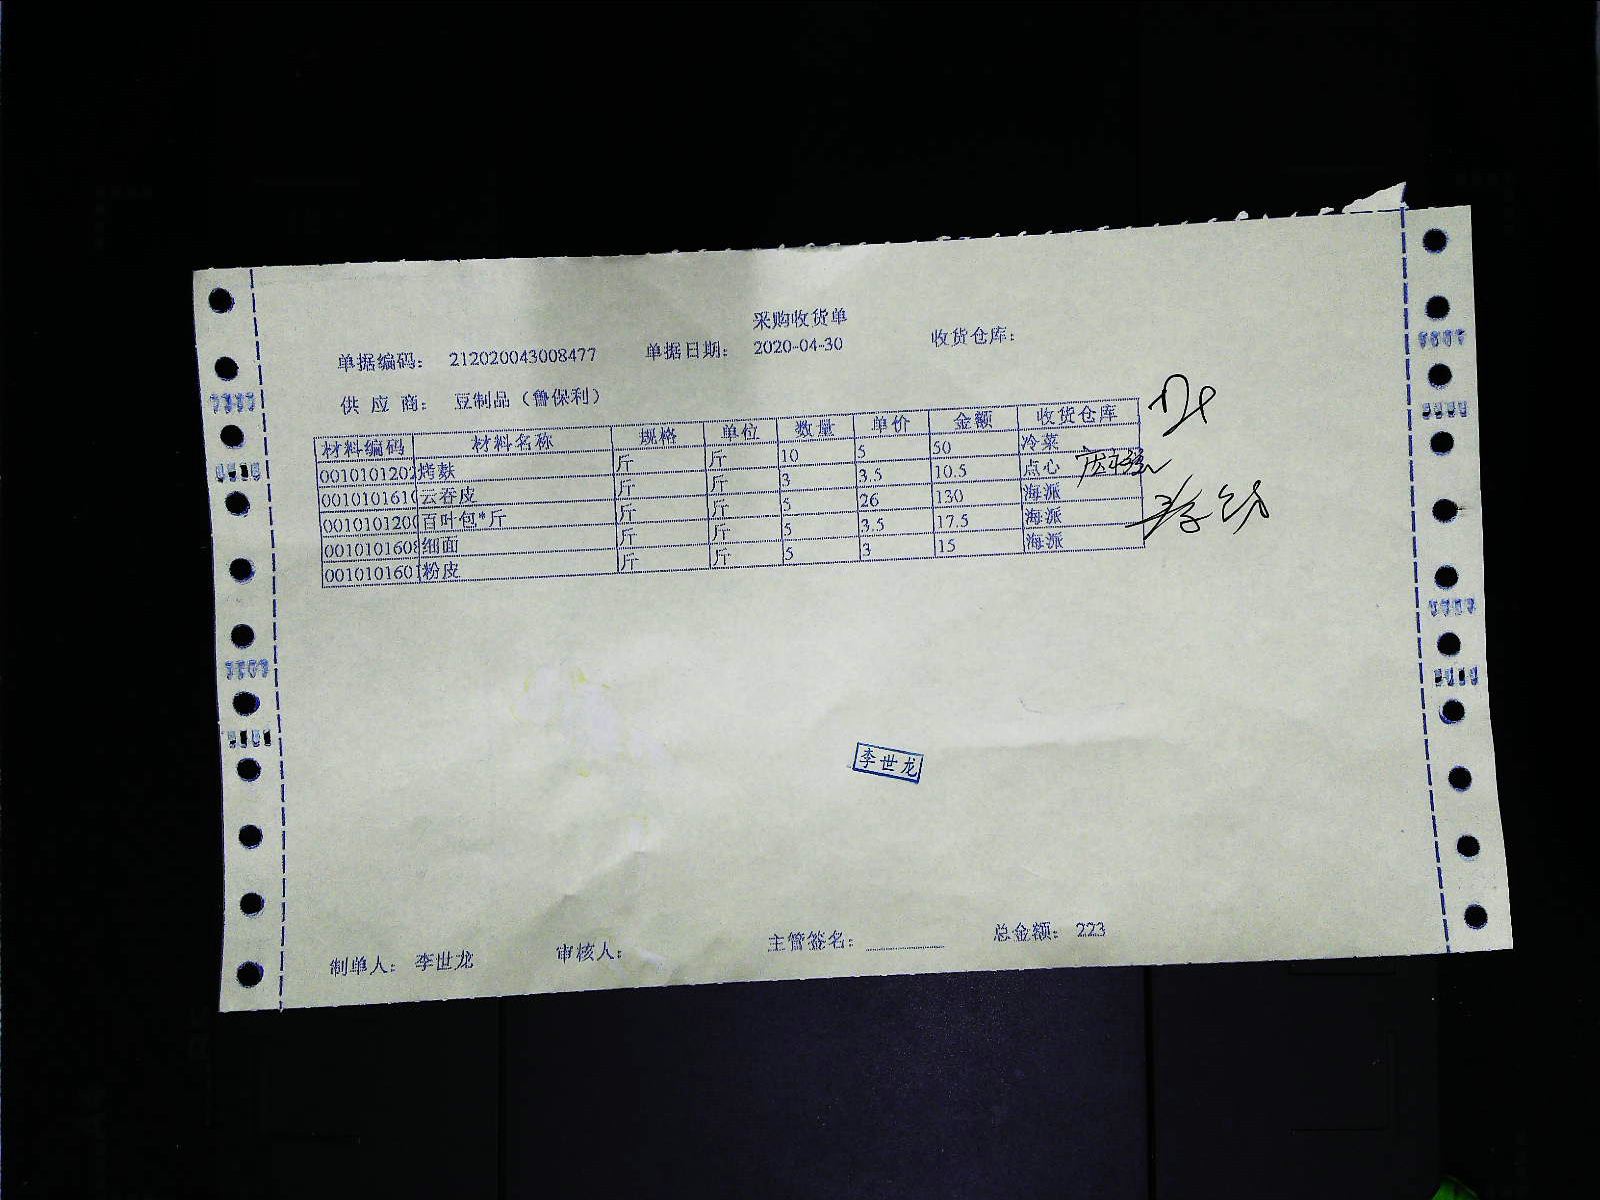 采购收货单
单据编码: 212020043008477 单据日期: 2020-04-30 收货仓库:
供 应 商: 豆制品(鲁保利)
材料编码 材料名称 规格 单位 数量 单价 金额 收货仓库
001010120 烤麸 斤 斤 10 5 50 冷菜
001010161 云吞皮 斤 斤 3 3.5 10.5 点心
001010120 百叶包*斤 斤 斤 5 26 130 海派
001010160 细面 斤 斤 5 3.5 17.5 海派
001010160 粉皮 斤 斤 5 3 15 海派
李世龙
制单人: 李世龙 审核人: 主管签名: 总金额: 223